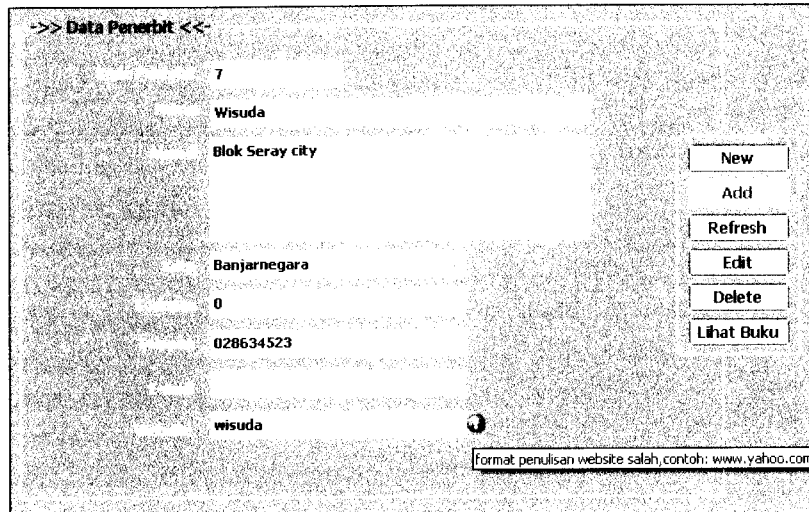 ->> Data Penerbit <<-
7
Wisuda
Blok Seray city
Banjarnegara
0
028634523
wisuda
New
Add
Refresh
Edit
Delete
Lihat Buku
format penulisan website salah,contoh: www.yahoo.com